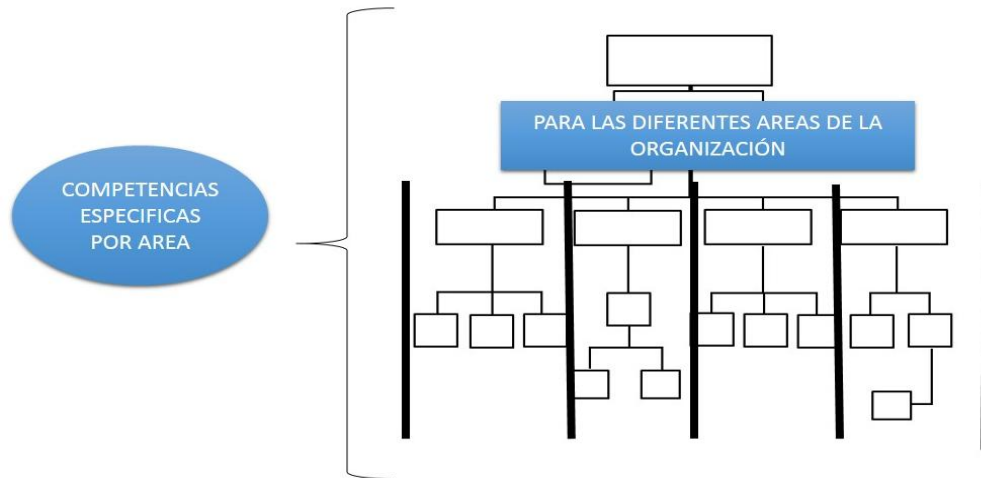 COMPETENCIAS
ESPECIFICAS
POR AREA
PARA LAS DIFERENTES AREAS DE LA
ORGANIZACIÓN